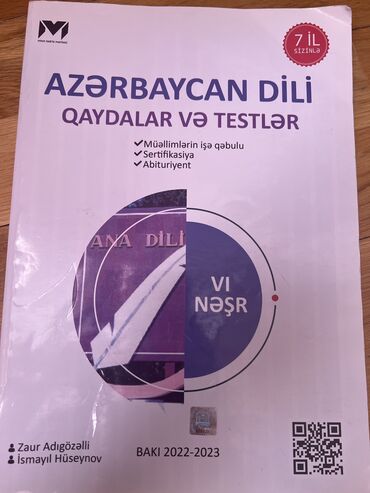 7 İL
SİZİNLƏ
AZƏRBAYCAN DİLİ
QAYDALAR VƏ TESTLƏR
Müəllimlərin işə qəbulu
Sertifikasiya
Abituriyent
ANA DİLİ
VI
NƏŞR
Zaur Adıgözəlli
İsmayıl Hüseynov
BAKI 2022-2023